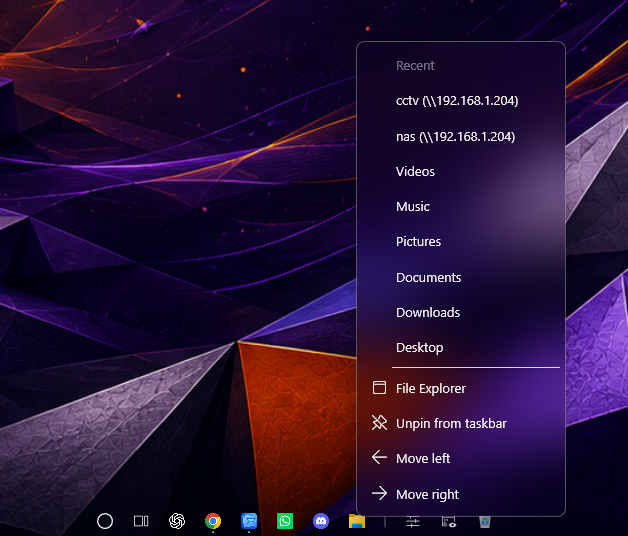 Recent
cctv (\\192.168.1.204)
nas (\\192.168.1.204)
Videos
Music
Pictures
Documents
Downloads
Desktop
File Explorer
Unpin from taskbar
Move left
Move right